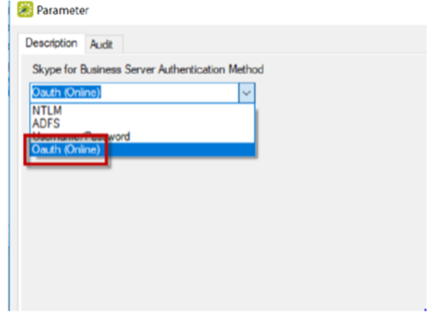 Parameter
Description Audit
Skype for Business Server Authentication Method
Oauth (Online)
NTLM
ADFS
Username/Password
Oauth (Online)